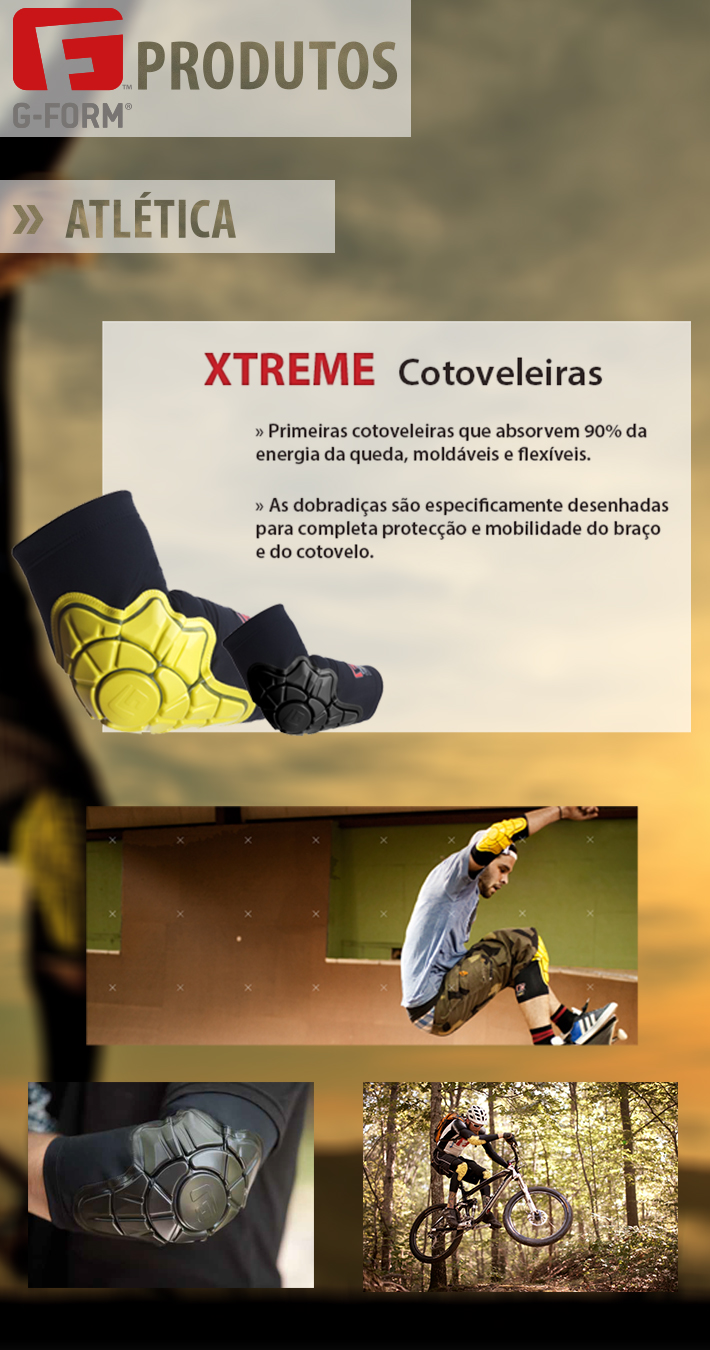 PRODUTOS
™
G-FORM®
» ATLÉTICA
XTREME Cotoveleiras
» Primeiras cotoveleiras que absorvem 90% da
energia da queda, moldáveis e flexíveis.
» As dobradiças são especificamente desenhadas
para completa protecção e mobilidade do braço
e do cotovelo.